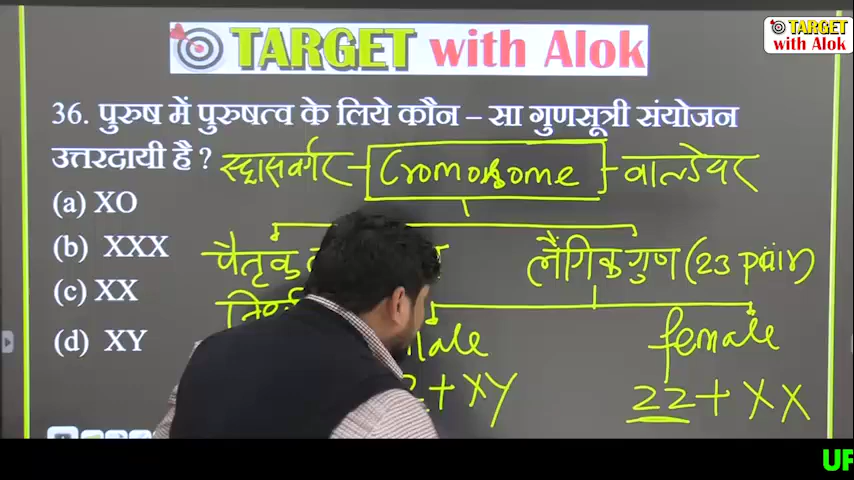 TARGET with Alok
TARGET
with Alok
36. पुरुष में पुरुषत्व के लिये कौन – सा गुणसूत्री संयोजन
उत्तरदायी है ?
स्ट्रासबर्गर - Cromosome - वाल्डेयर
(a) XO
(b) XXX
(c) XX
(d) XY
पैतृक
लैंगिक गुण (23 pair)
female
+ XY
22 + XX
UP